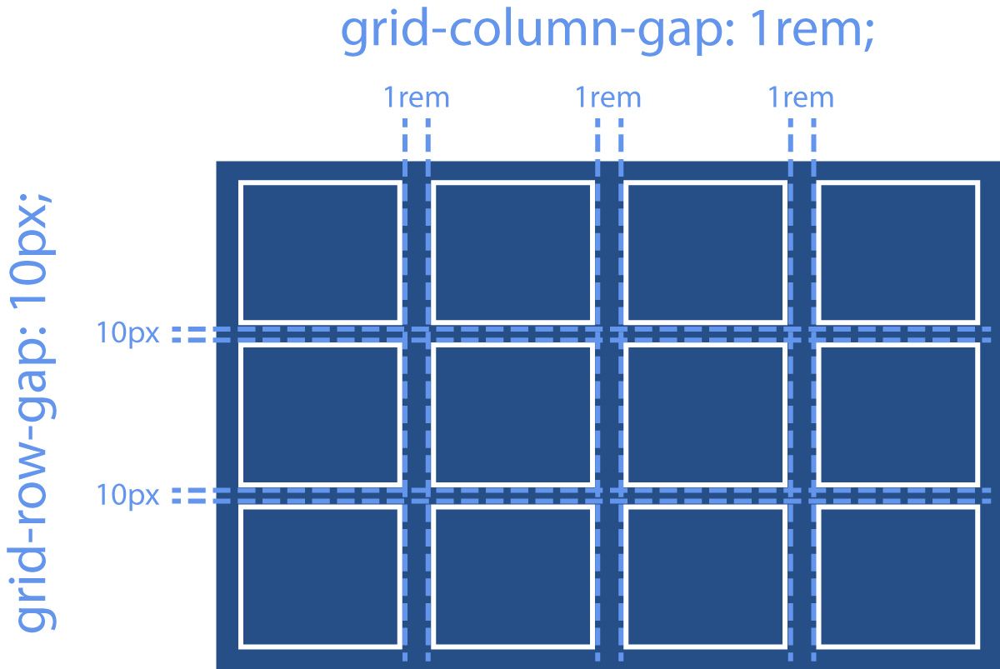 grid-column-gap: 1rem;
1rem 1rem 1rem
grid-row-gap: 10px;
10px
10px